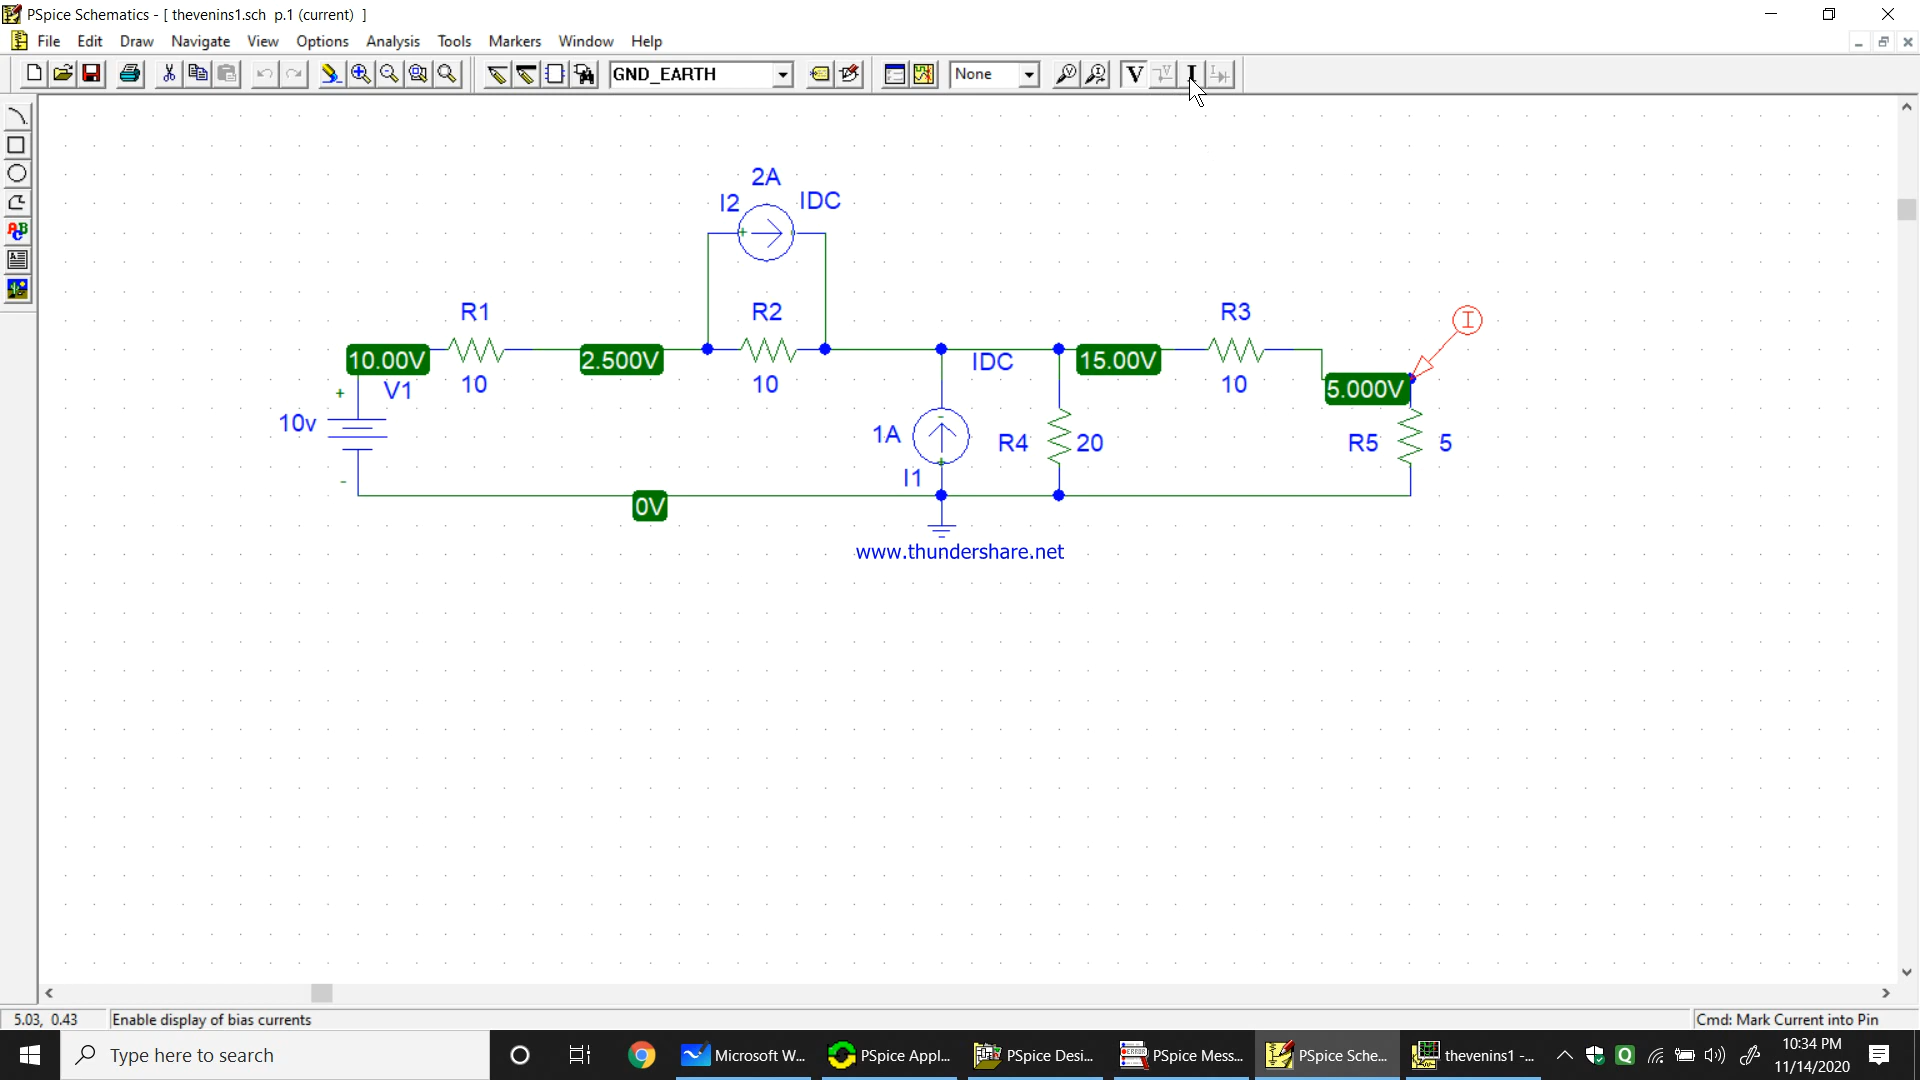 PSpice Schematics - [ thevenins1.sch p.1 (current) ]
File Edit Draw Navigate View Options Analysis Tools Markers Window Help
GND_EARTH None V I
ABC
2A
I2 IDC
R1 R2 R3 I
10.00V 2.500V IDC 15.00V
+ V1 10 10 10 5.000V
10v 1A R4 20 R5 5
- I1
0V
www.thundershare.net
5.03, 0.43 Enable display of bias currents Cmd: Mark Current into Pin
Type here to search Microsoft W... PSpice Appl... PSpice Desi... PSpice Mess... PSpice Sche... thevenins1 -... 10:34 PM
11/14/2020